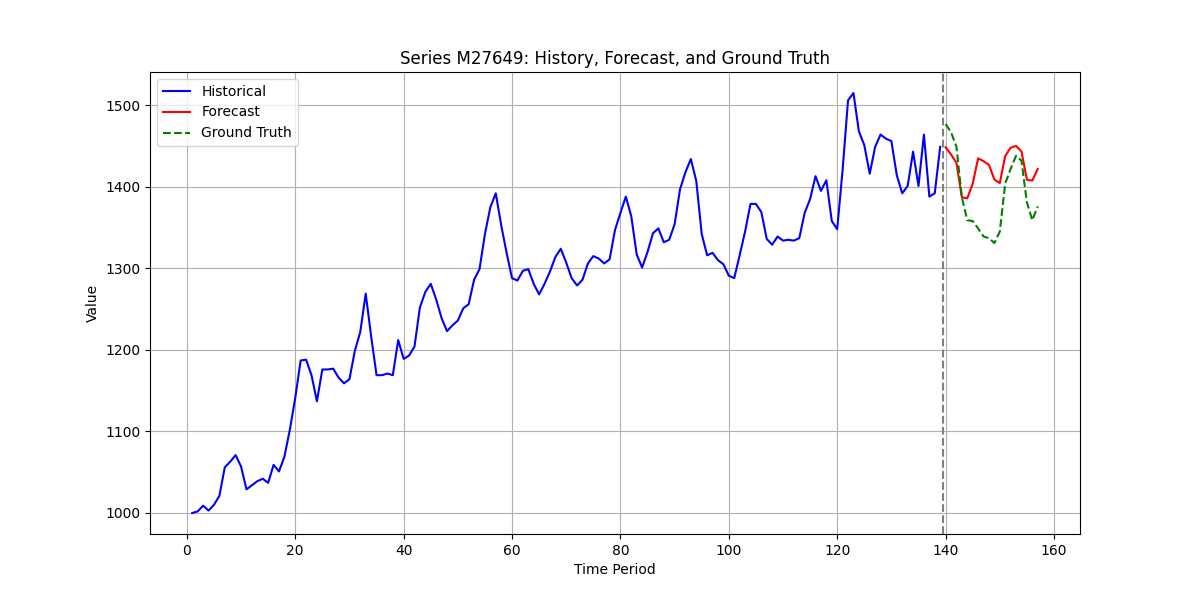 Series M27649: History, Forecast, and Ground Truth
Historical
Forecast
Ground Truth
Value
1500
1400
1300
1200
1100
1000
0 20 40 60 80 100 120 140 160
Time Period